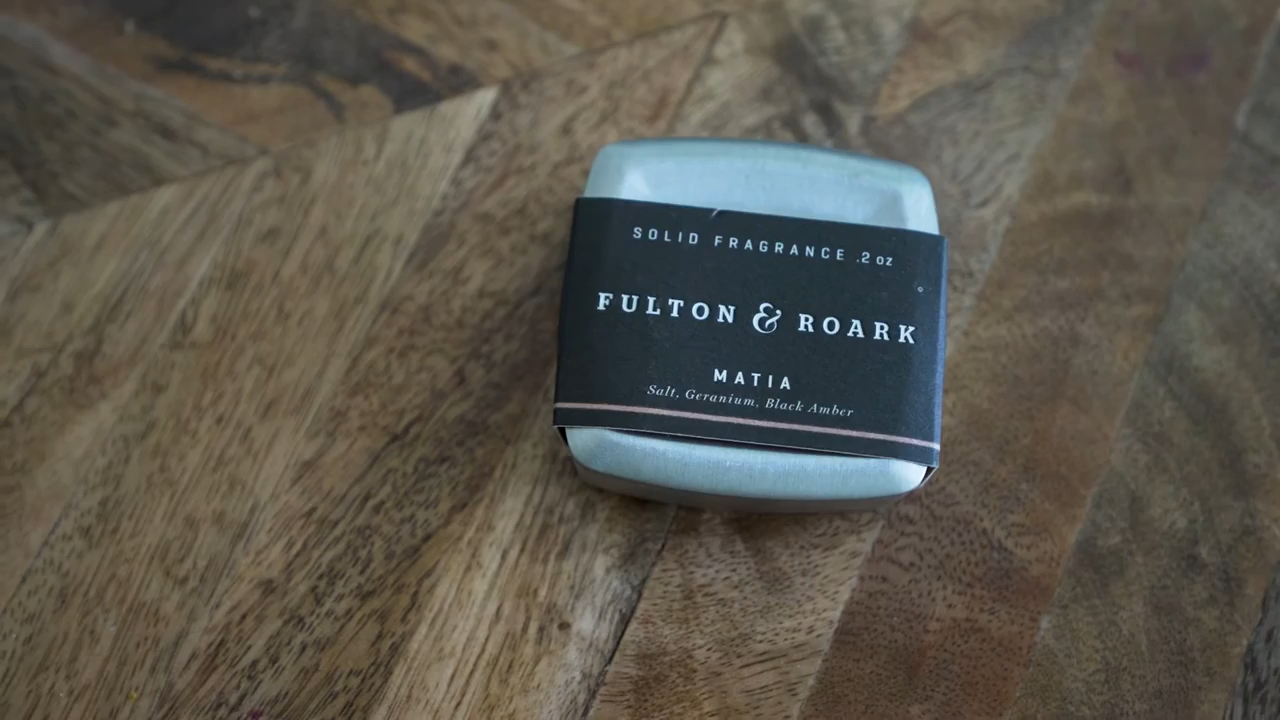 SOLID FRAGRANCE .2 oz
FULTON & ROARK
MATIA
Salt, Geranium, Black Amber